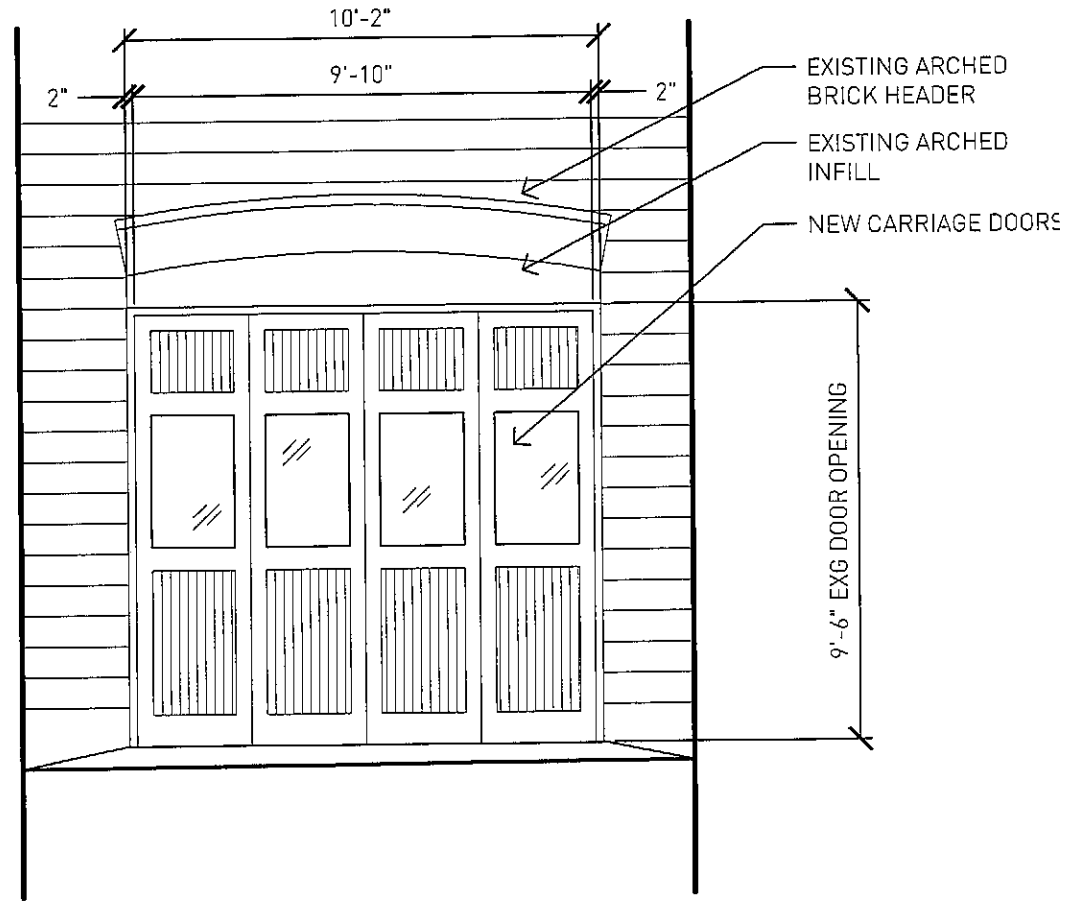 10'-2"
9'-10"
2"
2"
EXISTING ARCHED
BRICK HEADER
EXISTING ARCHED
INFILL
NEW CARRIAGE DOORS
9'-6" EXG DOOR OPENING